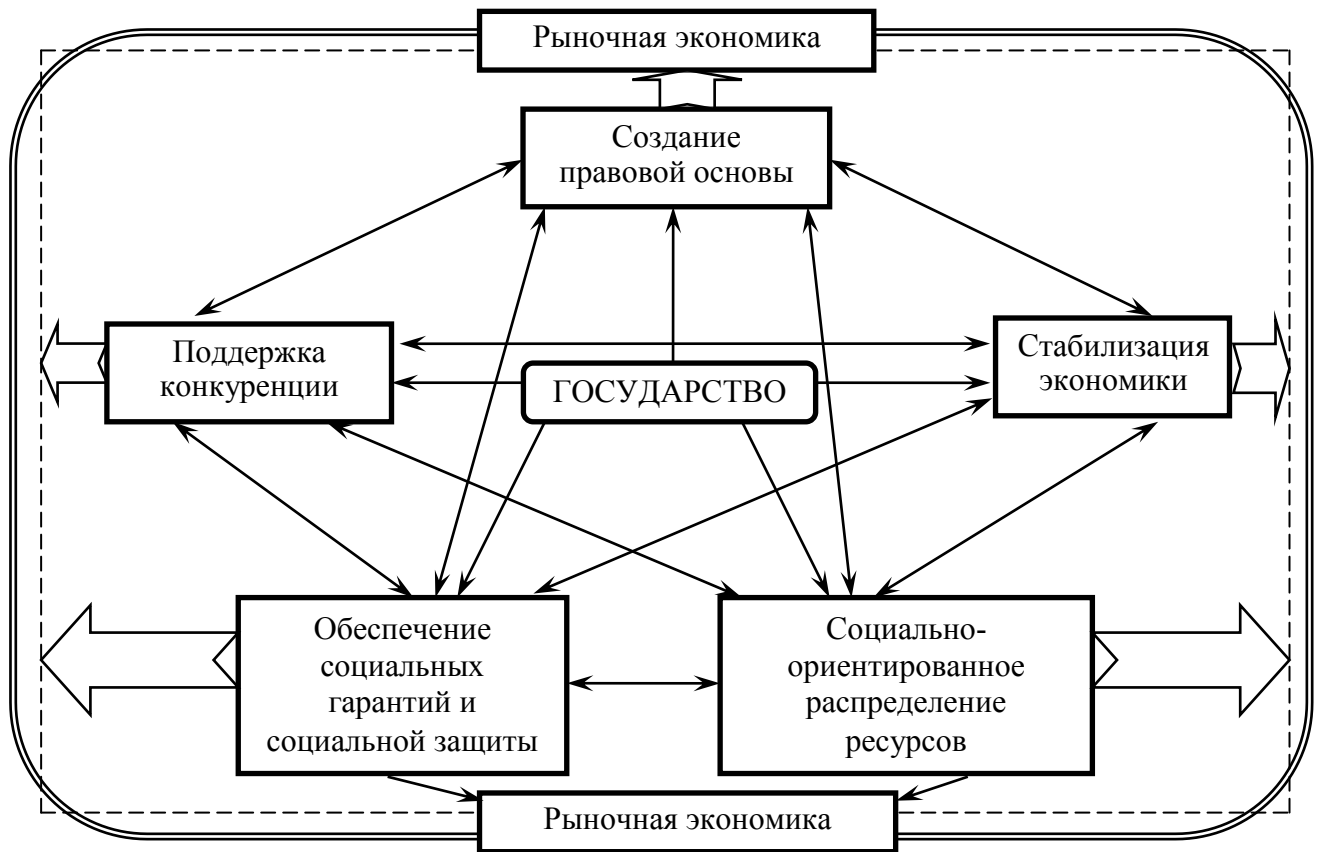 Рыночная экономика
Создание
правовой основы
Поддержка
конкуренции
Стабилизация
экономики
ГОСУДАРСТВО
Обеспечение
социальных
гарантий и
социальной защиты
Социально-
ориентированное
распределение
ресурсов
Рыночная экономика